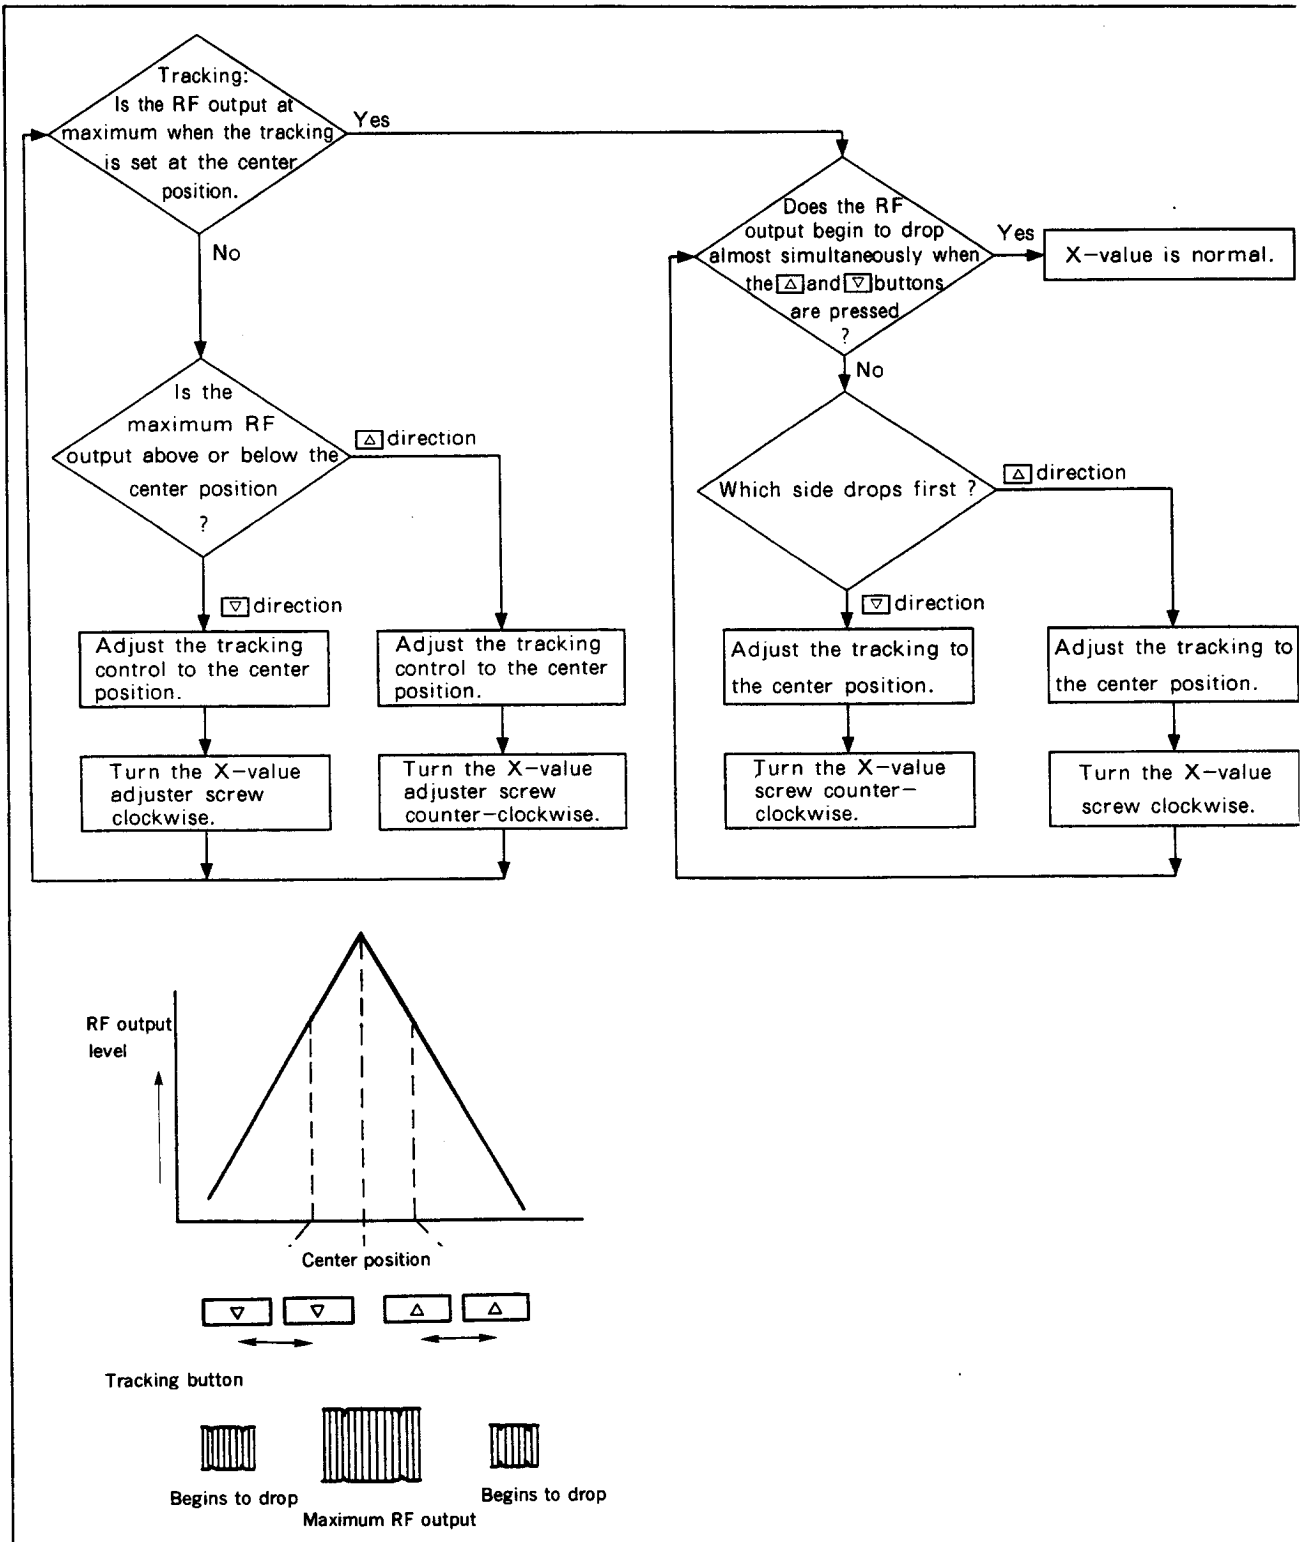 Tracking:
Is the RF output at
maximum when the tracking
is set at the center
position.
Yes
No
Is the
maximum RF
output above or below the
center position
?
△ direction
▽ direction
Adjust the tracking
control to the center
position.
Adjust the tracking
control to the center
position.
Turn the X-value
adjuster screw
clockwise.
Turn the X-value
adjuster screw
counter-clockwise.
Does the RF
output begin to drop
almost simultaneously when
the △ and ▽ buttons
are pressed
?
Yes
X-value is normal.
No
Which side drops first ?
△ direction
▽ direction
Adjust the tracking to
the center position.
Adjust the tracking to
the center position.
Turn the X-value
screw counter-
clockwise.
Turn the X-value
screw clockwise.
RF output
level
Center position
▽ ▽ △ △
Tracking button
Begins to drop
Maximum RF output
Begins to drop